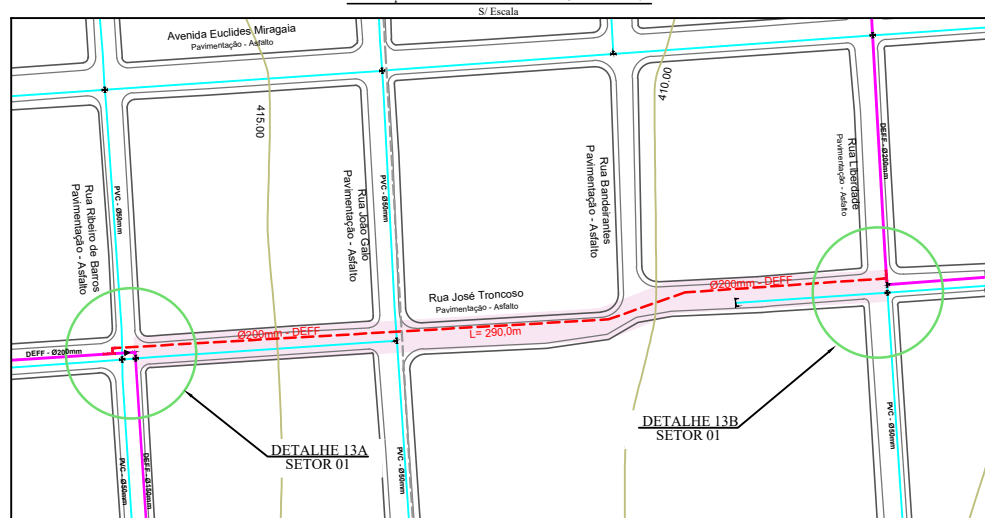 S/ Escala
Avenida Euclides Miragaia
Pavimentação - Asfalto
415.00
410.00
Rua Ribeiro de Barros
Pavimentação - Asfalto
PVC - Ø50mm
Rua João Gaio
Pavimentação - Asfalto
PVC - Ø50mm
Rua Bandeirantes
Pavimentação - Asfalto
Rua Liberdade
Pavimentação - Asfalto
DEFF - Ø200mm
Rua José Troncoso
Pavimentação - Asfalto
Ø200mm - DEFF
Ø200mm - DEFF
L= 290,0m
DEFF - Ø200mm
DETALHE 13A
SETOR 01
DETALHE 13B
SETOR 01
PVC - Ø50mm
DEFF - Ø150mm
PVC - Ø50mm
PVC - Ø50mm